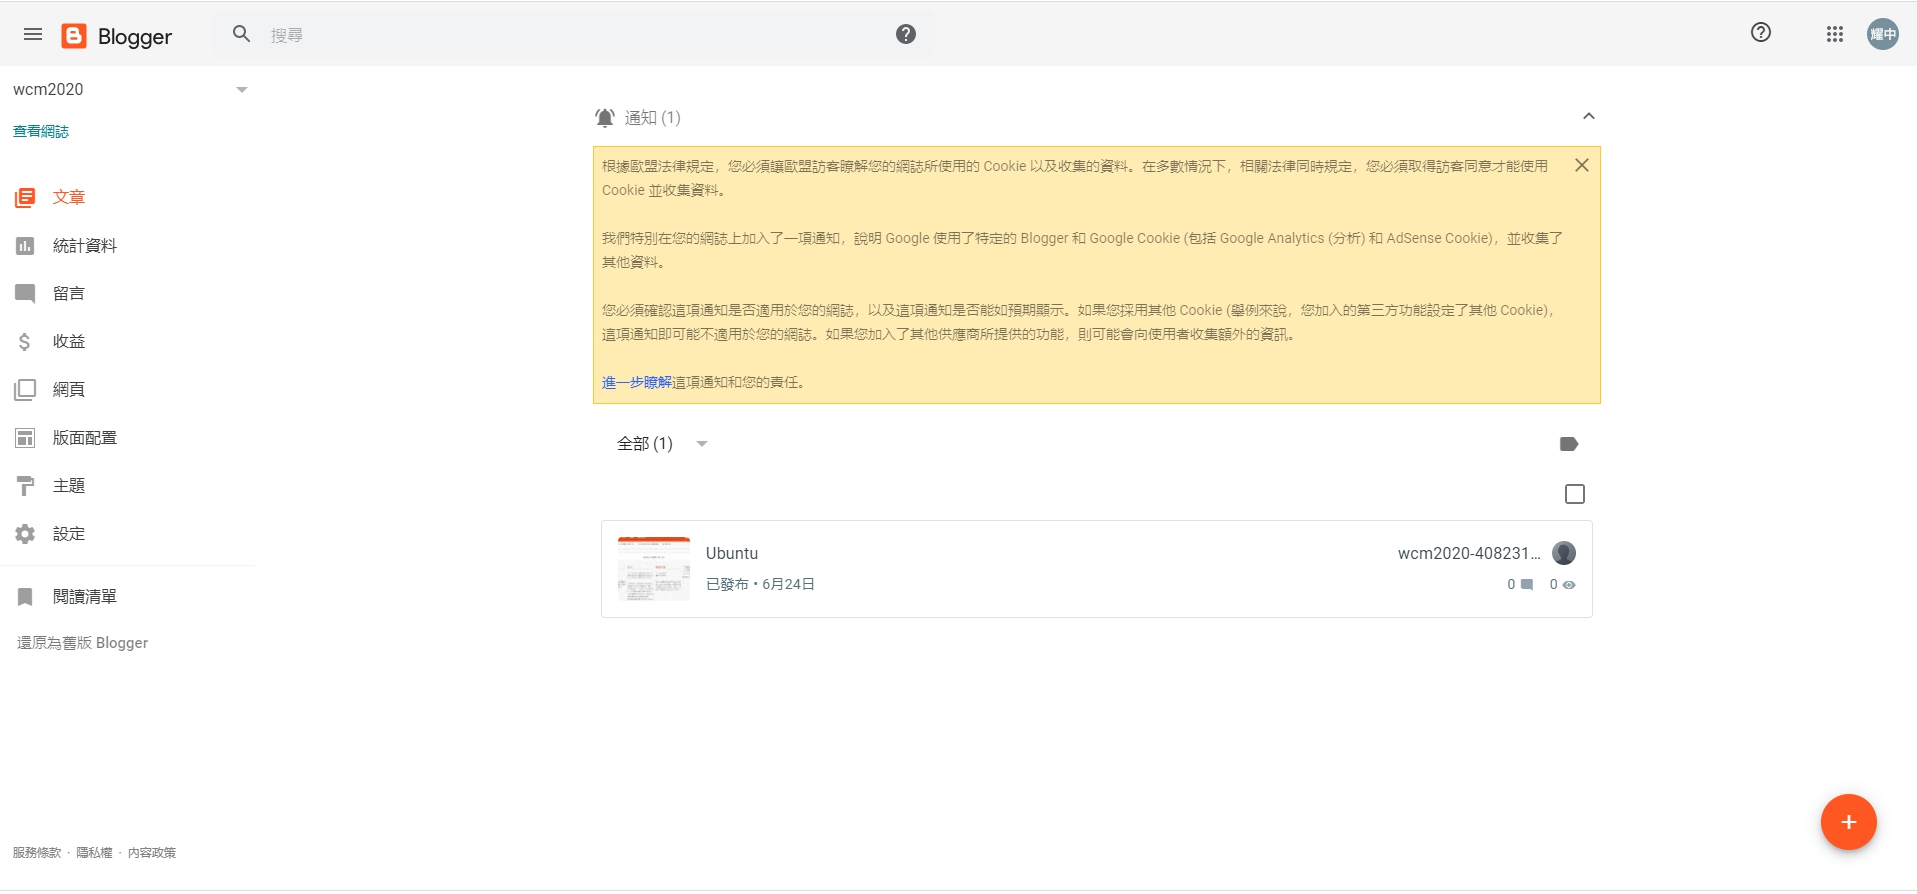 Blogger
搜尋
耀中
wcm2020
查看網誌
文章
統計資料
留言
收益
網頁
版面配置
主題
設定
閱讀清單
還原為舊版 Blogger
服務條款 · 隱私權 · 內容政策
通知 (1)
根據歐盟法律規定，您必須讓歐盟訪客瞭解您的網誌所使用的 Cookie 以及收集的資料。在多數情況下，相關法律同時規定，您必須取得訪客同意才能使用
Cookie 並收集資料。
我們特別在您的網誌上加入了一項通知，說明 Google 使用了特定的 Blogger 和 Google Cookie (包括 Google Analytics (分析) 和 AdSense Cookie)，並收集了
其他資料。
您必須確認這項通知是否適用於您的網誌，以及這項通知是否能如預期顯示。如果您採用其他 Cookie (舉例來說，您加入的第三方功能設定了其他 Cookie)，
這項通知即可能不適用於您的網誌。如果您加入了其他供應商所提供的功能，則可能會向使用者收集額外的資訊。
進一步瞭解這項通知和您的責任。
全部 (1)
Ubuntu
wcm2020-408231...
已發布 • 6月24日
0 0